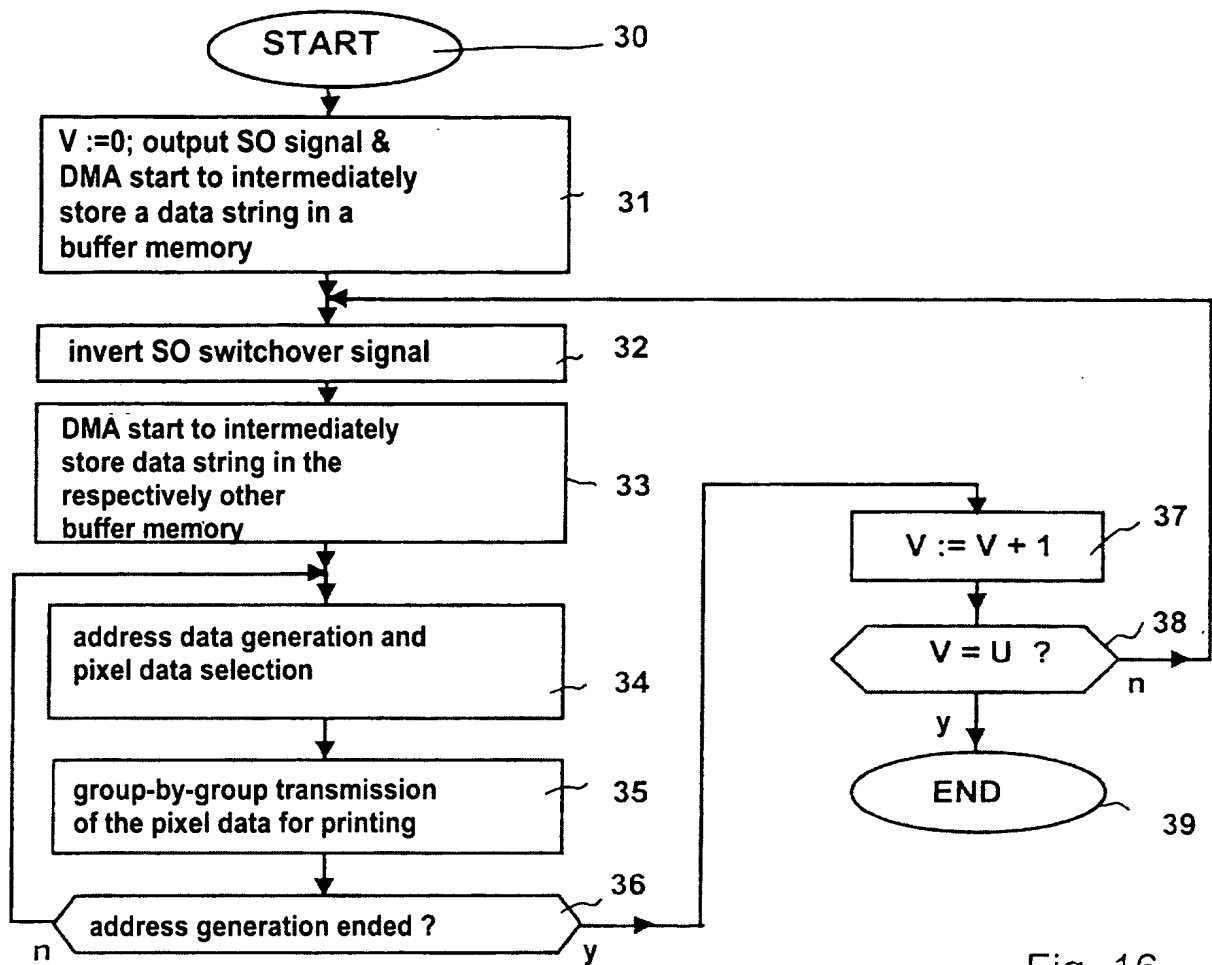 START
30
V :=0; output SO signal &
DMA start to intermediately
store a data string in a
buffer memory
31
invert SO switchover signal
32
DMA start to intermediately
store data string in the
respectively other
buffer memory
33
address data generation and
pixel data selection
34
group-by-group transmission
of the pixel data for printing
35
address generation ended ?
36
n
y
V := V + 1
37
V = U ?
38
n
y
END
39
Fig. 16